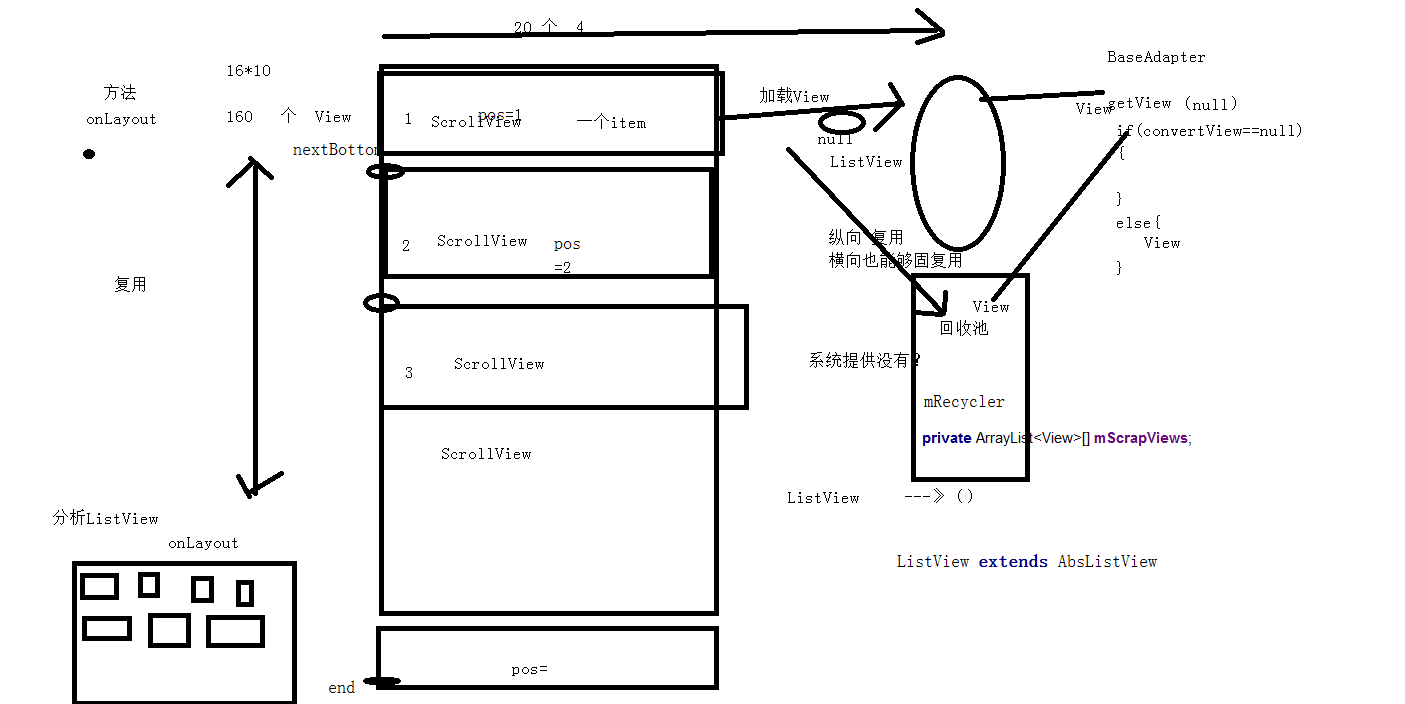 20 个 4
16*10
方法
onLayout
160 个 View
nextBottom
1
pos=1
ScrollView
一个item
加载View
null
ListView
BaseAdapter
View
getView (null)
if(convertView==null)
{
}
else{
View
}
2
ScrollView
pos
=2
纵向 复用
横向也能够固复用
复用
View
回收池
系统提供没有?
3
ScrollView
mRecycler
private ArrayList<View>[] mScrapViews;
ScrollView
ListView ---》()
分析ListView
onLayout
ListView extends AbsListView
pos=
end